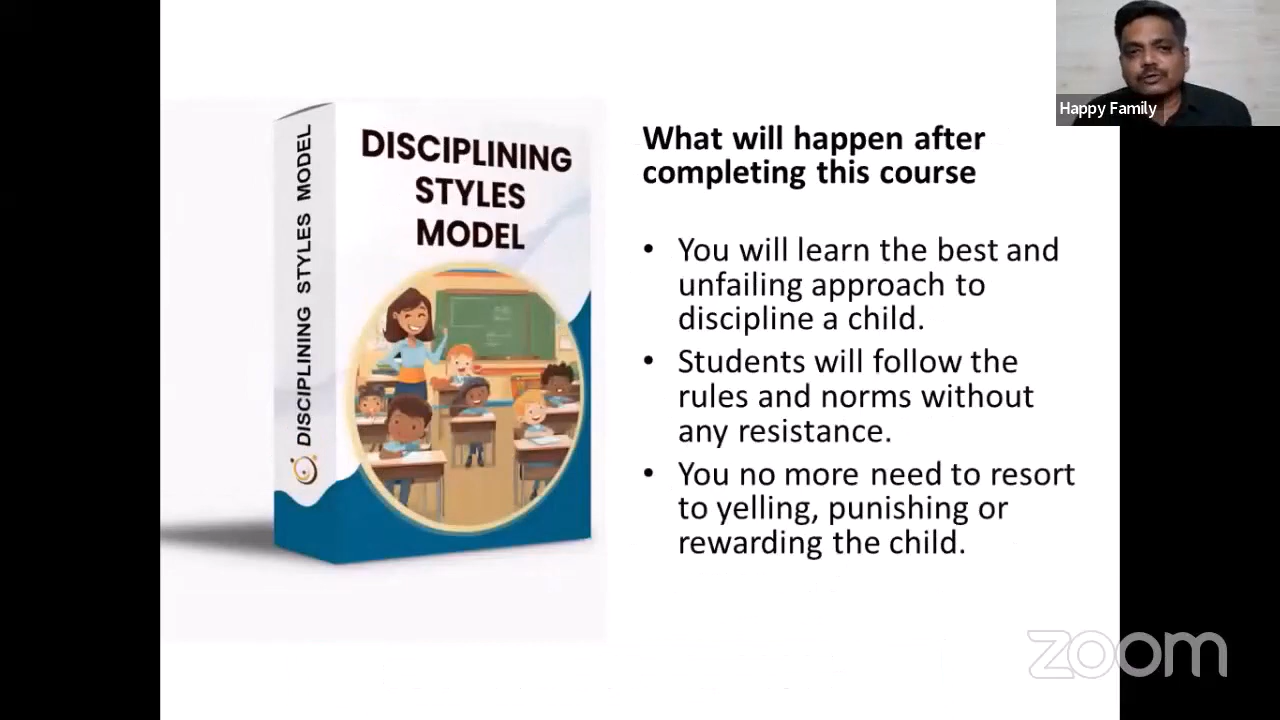 DISCIPLINING STYLES MODEL
DISCIPLINING
STYLES
MODEL
What will happen after
completing this course
• You will learn the best and
unfailing approach to
discipline a child.
• Students will follow the
rules and norms without
any resistance.
• You no more need to resort
to yelling, punishing or
rewarding the child.
Happy Family
zoom